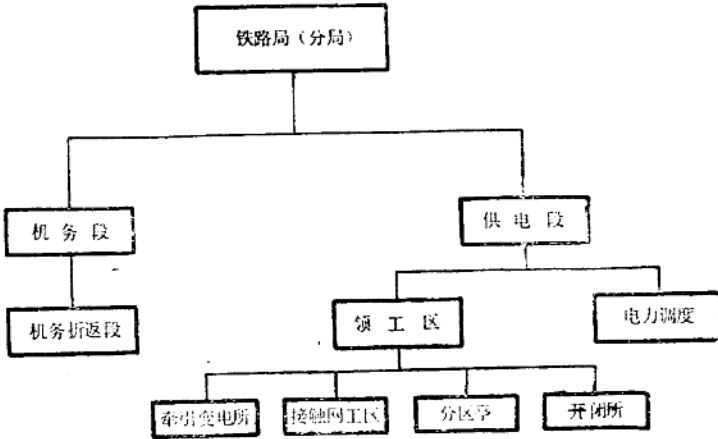 铁路局（分局）
机务段
供电段
机务折返段
领工区
电力调度
牵引变电所
接触网工区
分区亭
开闭所